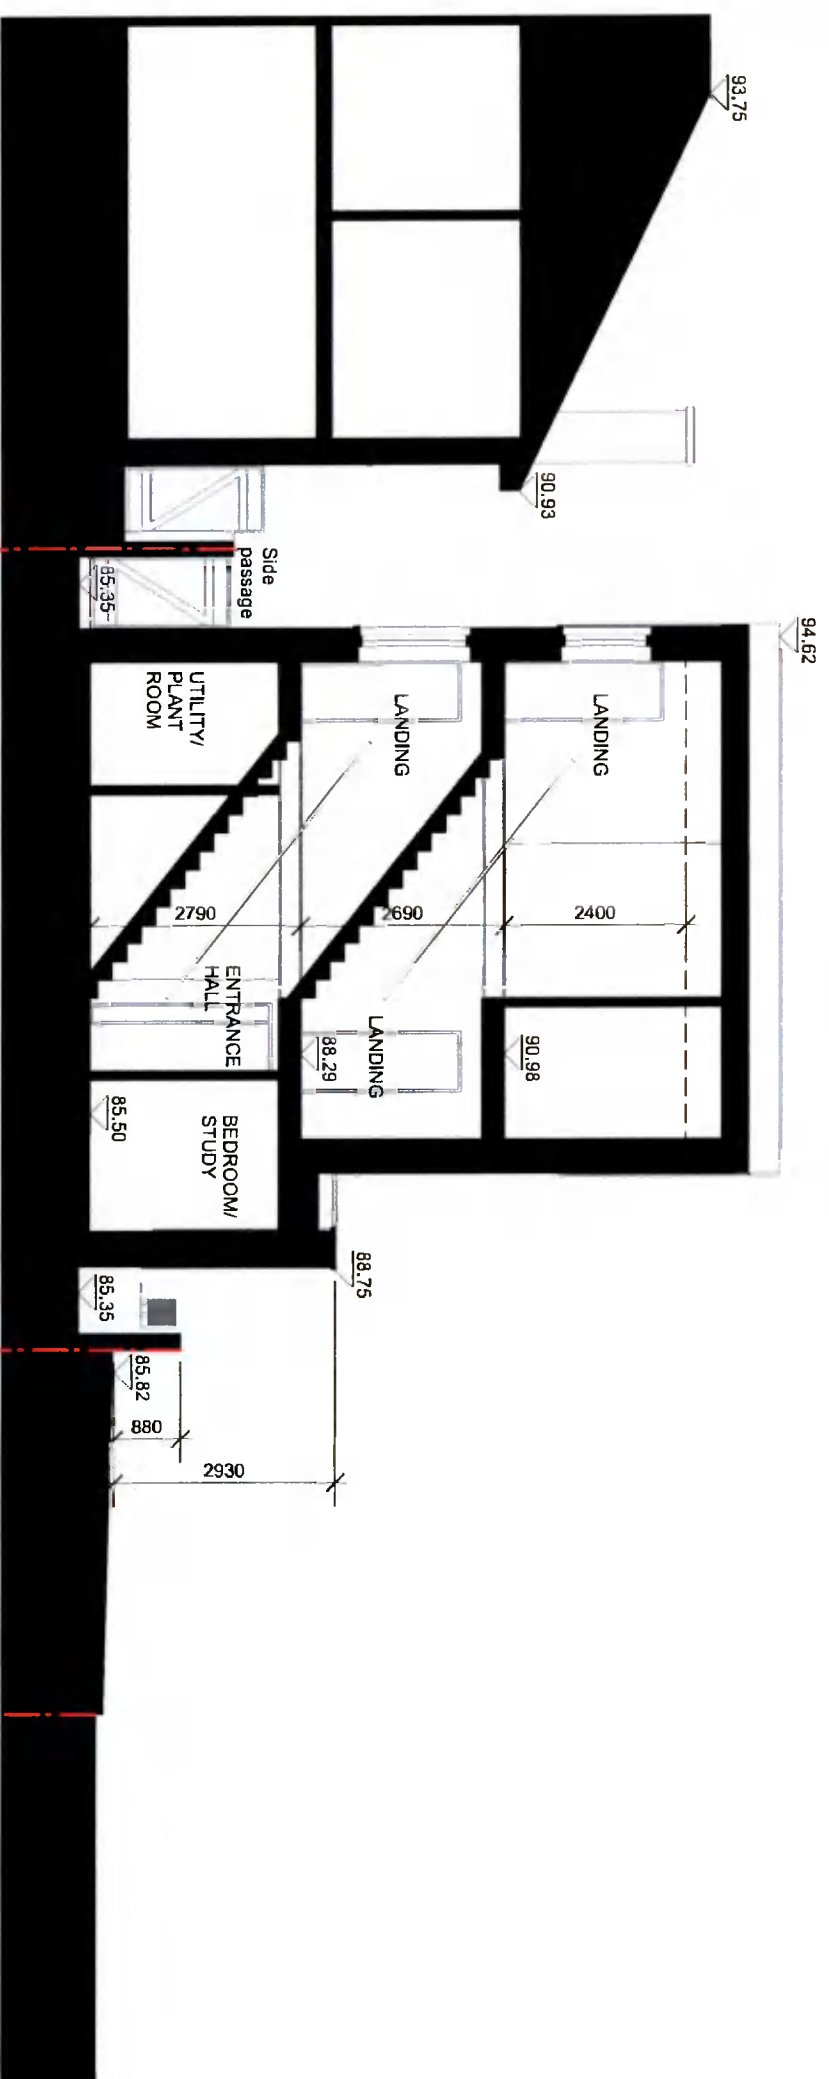 93.75
90.93
Side
passage
85.35
94.62
LANDING
LANDING
UTILITY/
PLANT
ROOM
2400
2690
2790
ENTRANCE
HALL
LANDING
90.98
88.29
85.50
BEDROOM/
STUDY
88.75
85.35
85.82
880
2930